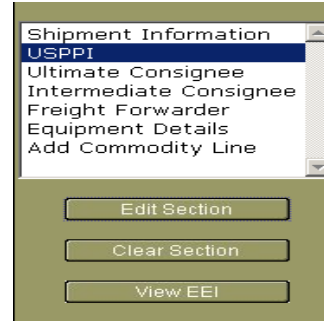 Shipment Information
USPPI
Ultimate Consignee
Intermediate Consignee
Freight Forwarder
Equipment Details
Add Commodity Line
Edit Section
Clear Section
View EEI